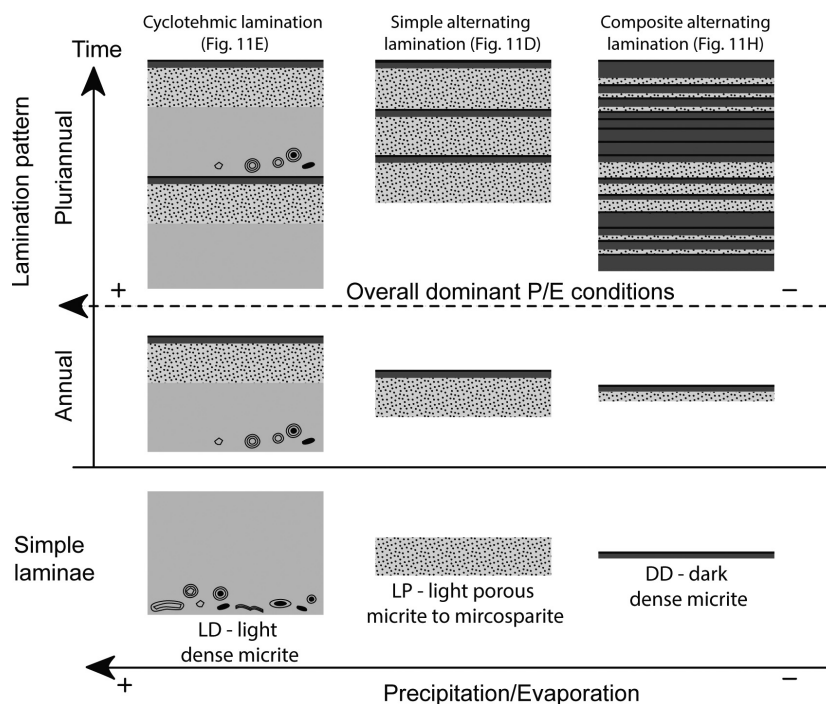 Cyclotehmic lamination
(Fig. 11E)
Simple alternating
lamination (Fig. 11D)
Composite alternating
lamination (Fig. 11H)
Time
Lamination pattern
Pluriannual
+
Overall dominant P/E conditions
–
Annual
Simple
laminae
LD - light
dense micrite
LP - light porous
micrite to mircosparite
DD - dark
dense micrite
+
Precipitation/Evaporation
–